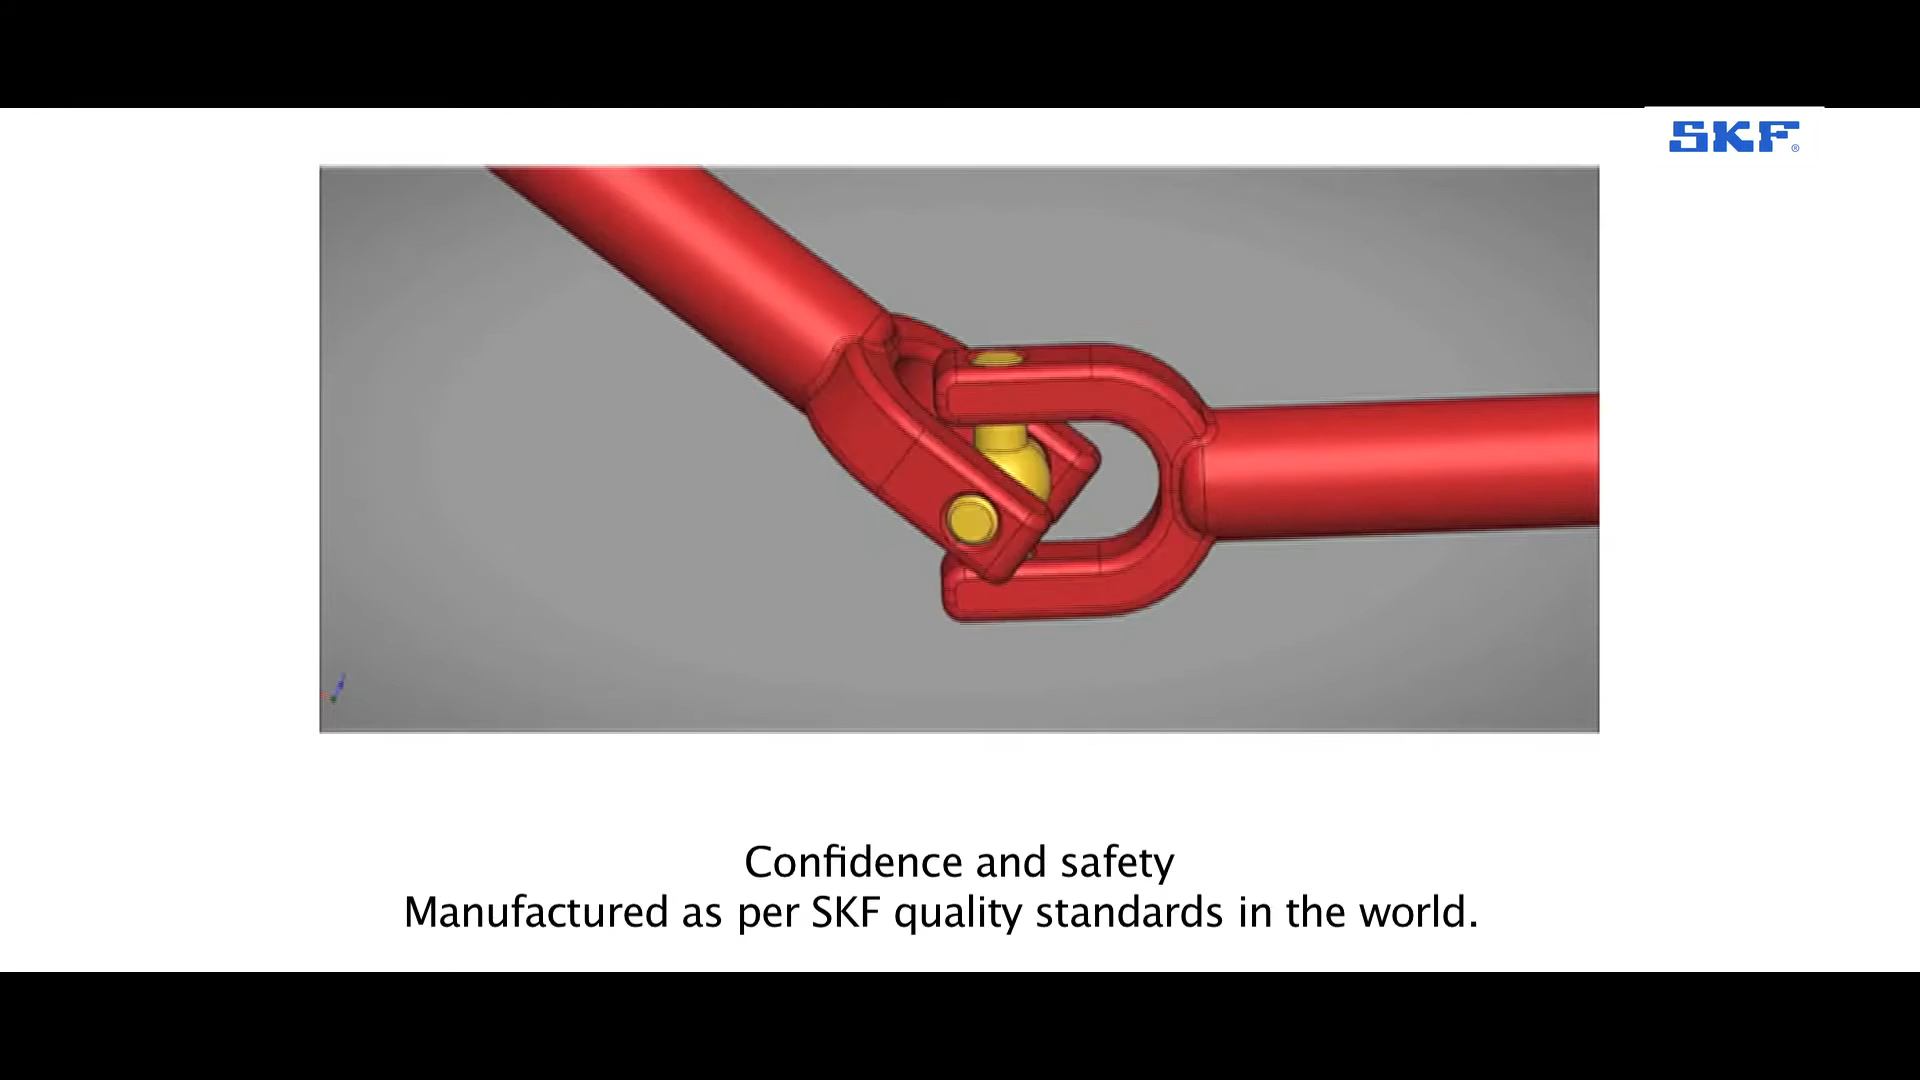 SKF®
Confidence and safety
Manufactured as per SKF quality standards in the world.